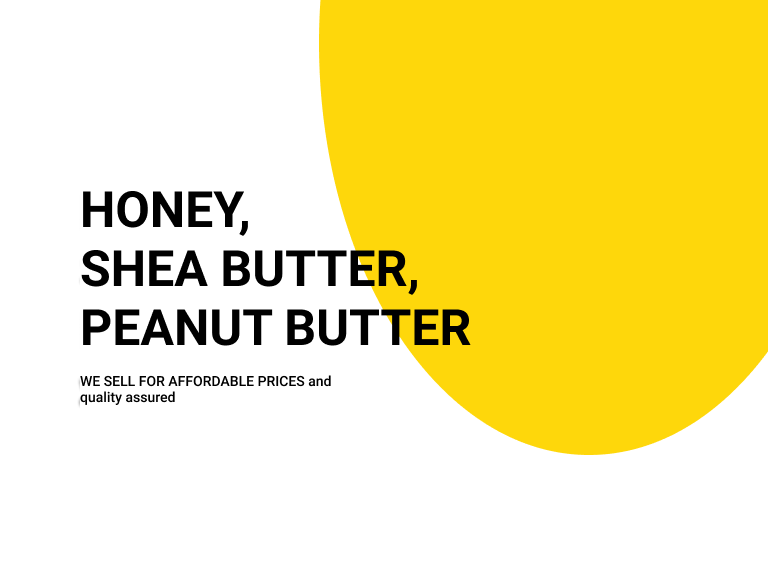 HONEY,
SHEA BUTTER,
PEANUT BUTTER
WE SELL FOR AFFORDABLE PRICES and
quality assured